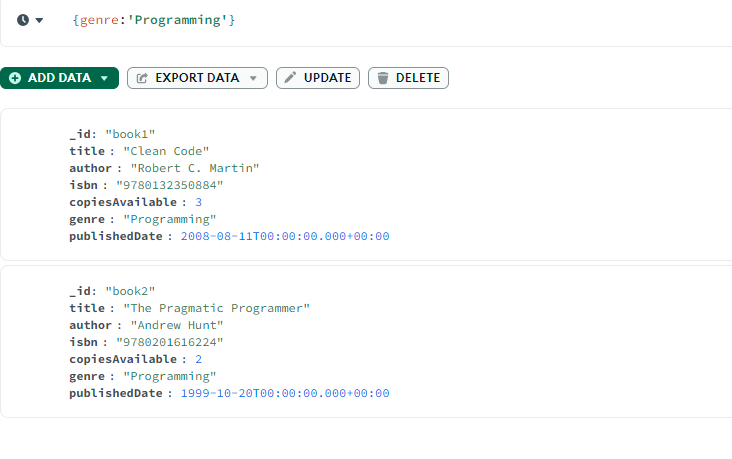 {genre:'Programming'}
ADD DATA
EXPORT DATA
UPDATE
DELETE
_id: "book1"
title : "Clean Code"
author : "Robert C. Martin"
isbn : "9780132350884"
copiesAvailable : 3
genre : "Programming"
publishedDate : 2008-08-11T00:00:00.000+00:00
_id: "book2"
title : "The Pragmatic Programmer"
author : "Andrew Hunt"
isbn : "9780201616224"
copiesAvailable : 2
genre : "Programming"
publishedDate : 1999-10-20T00:00:00.000+00:00